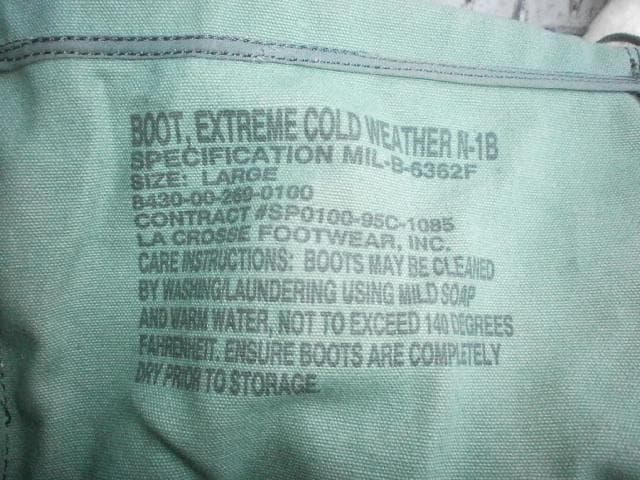 BOOT, EXTREME COLD WEATHER N-1B
SPECIFICATION MIL-B-6362F
SIZE: LARGE
8430-00-269-0100
CONTRACT #SP0100-95C-1085
LA CROSSE FOOTWEAR, INC.
CARE INSTRUCTIONS: BOOTS MAY BE CLEANED
BY WASHING/LAUNDERING USING MILD SOAP
AND WARM WATER, NOT TO EXCEED 140 DEGREES
FAHRENHEIT. ENSURE BOOTS ARE COMPLETELY
DRY PRIOR TO STORAGE.